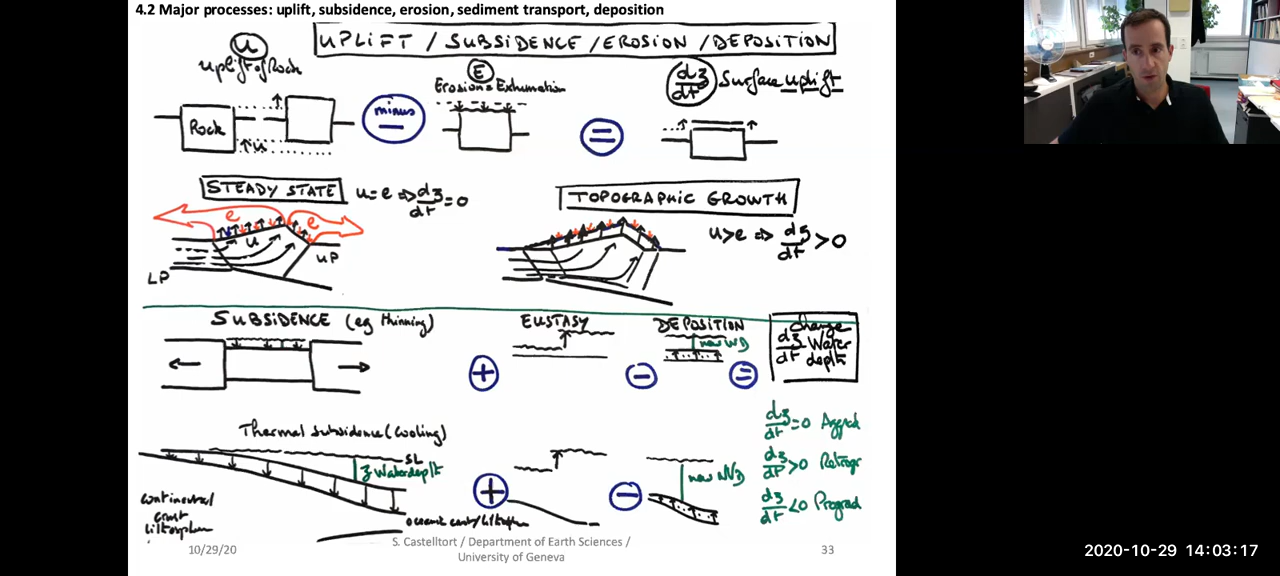 4.2 Major processes: uplift, subsidence, erosion, sediment transport, deposition
UPLIFT / SUBSIDENCE / EROSION / DEPOSITION
U
Uplift of Rock
E
Erosion = Exhumation
dz/dt Surface uplift
Rock
u
minus
−
=
STEADY STATE u=e ⇒ dz/dt = 0
TOPOGRAPHIC GROWTH
u>e ⇒ dz/dt > 0
e e
u
LP
UP
SUBSIDENCE (eg thinning)
EUSTASY
DEPOSITION
new WD
change
dz/dt Water
depth
+
−
=
Thermal subsidence (cooling)
SL
z Waterdepth
+
−
new WD
dz/dt = 0 Aggrad
dz/dt > 0 Retrogr
dz/dt < 0 Prograd
continental
crust
lithosphere
oceanic crust/lithosphere
10/29/20
S. Castelltort / Department of Earth Sciences /
University of Geneva
33
2020-10-29 14:03:17